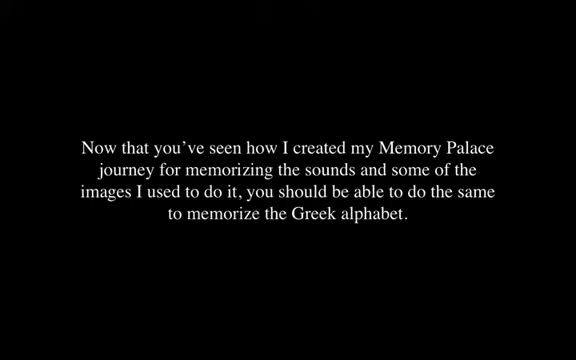 Now that you've seen how I created my Memory Palace
journey for memorizing the sounds and some of the
images I used to do it, you should be able to do the same
to memorize the Greek alphabet.